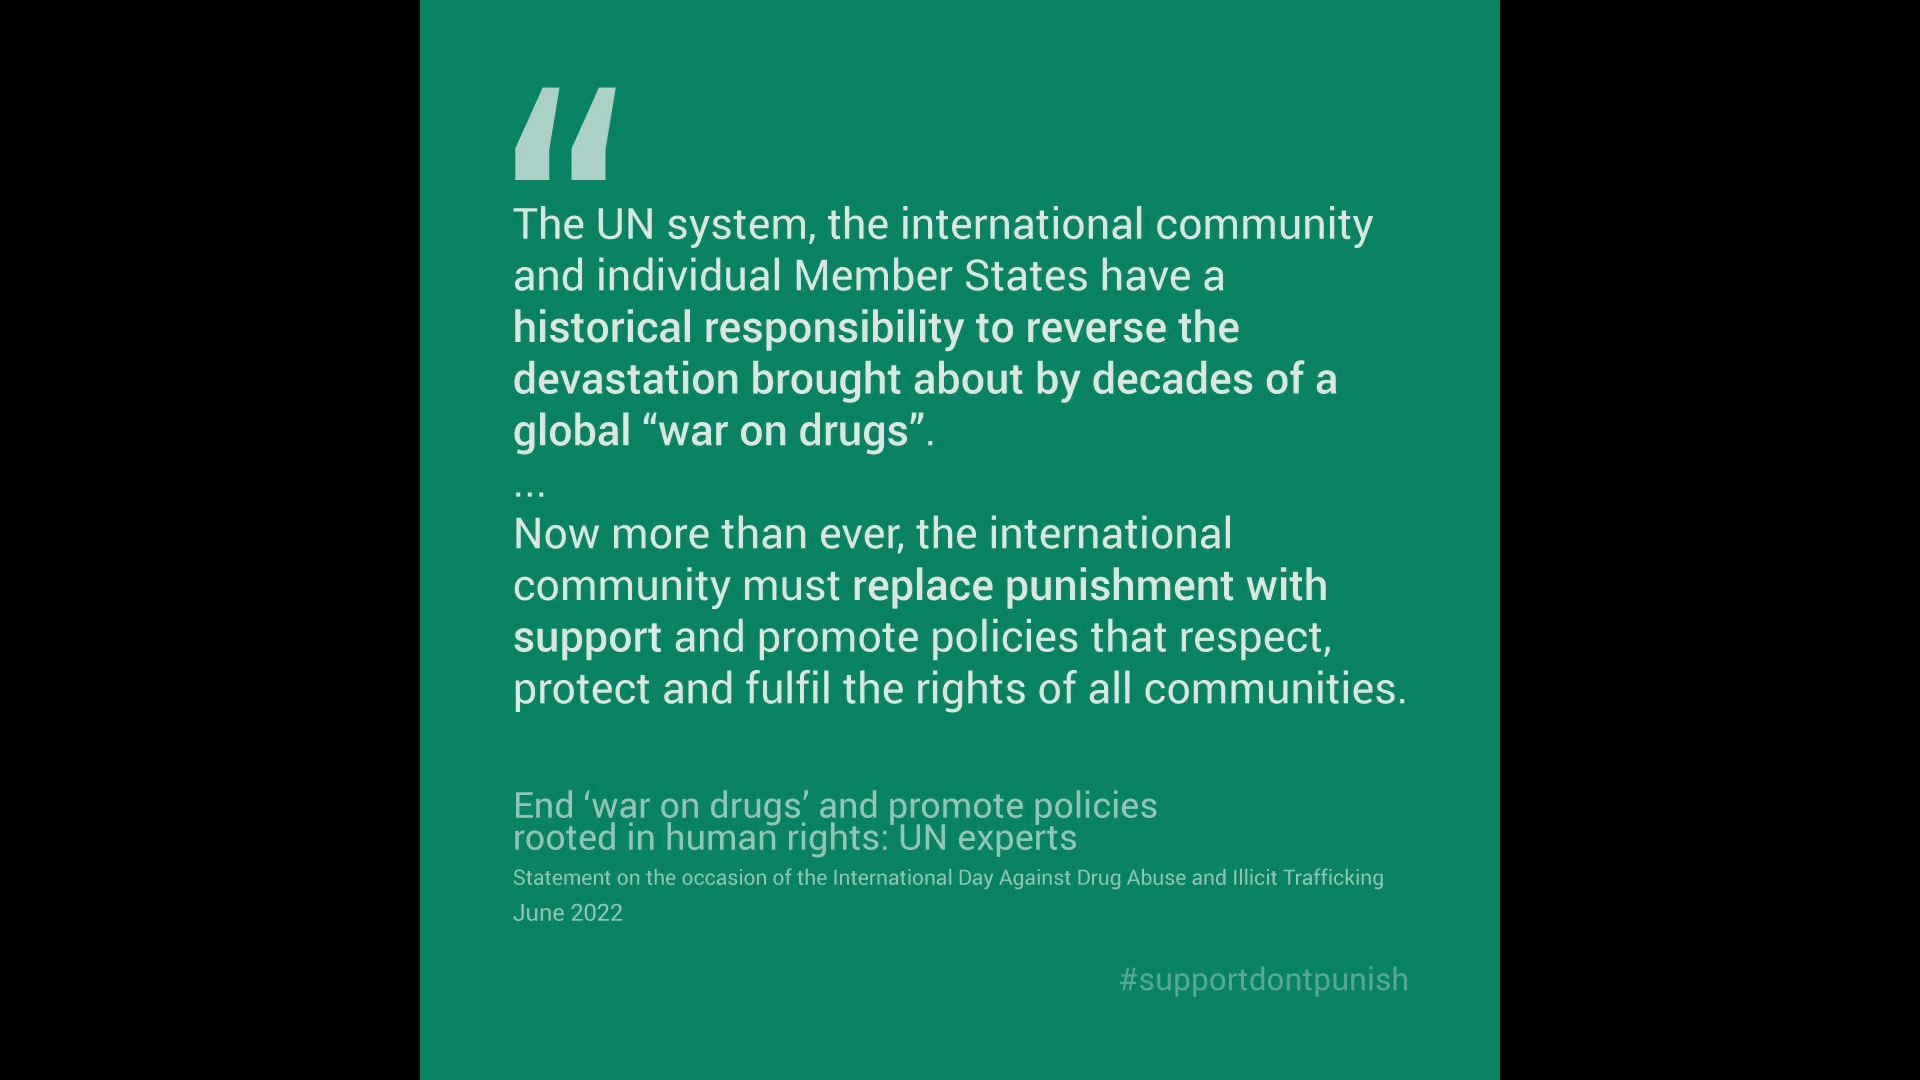 “
The UN system, the international community
and individual Member States have a
historical responsibility to reverse the
devastation brought about by decades of a
global “war on drugs”.
...
Now more than ever, the international
community must replace punishment with
support and promote policies that respect,
protect and fulfil the rights of all communities.
End ‘war on drugs’ and promote policies
rooted in human rights: UN experts
Statement on the occasion of the International Day Against Drug Abuse and Illicit Trafficking
June 2022
#supportdontpunish